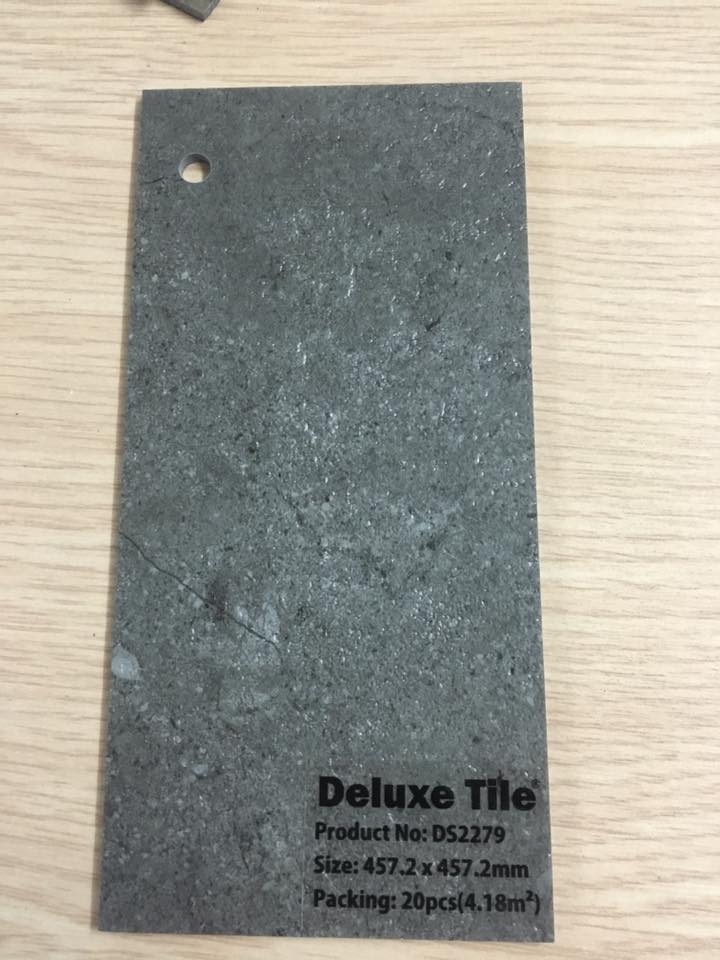 Deluxe Tile®
Product No: DS2279
Size: 457.2 x 457.2mm
Packing: 20pcs(4.18m²)